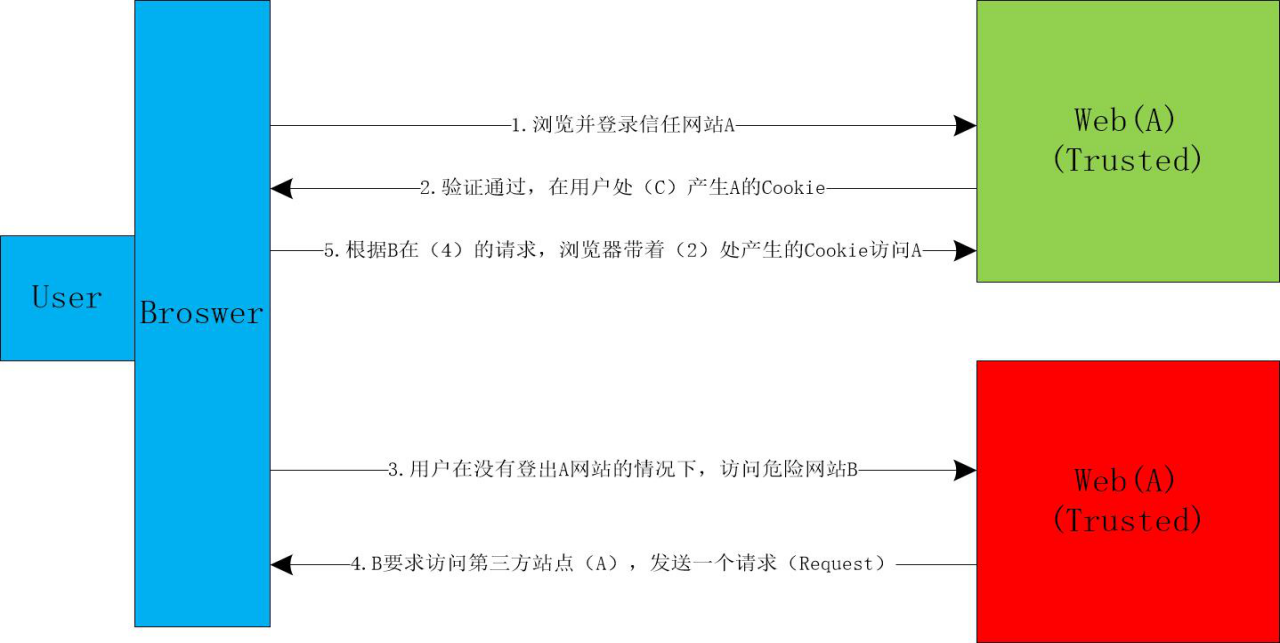 1.浏览并登录信任网站A
Web(A)
(Trusted)
2.验证通过，在用户处（C）产生A的Cookie
5.根据B在（4）的请求，浏览器带着（2）处产生的Cookie访问A
User
Broswer
3.用户在没有登出A网站的情况下，访问危险网站B
Web(A)
(Trusted)
4.B要求访问第三方站点（A），发送一个请求（Request）